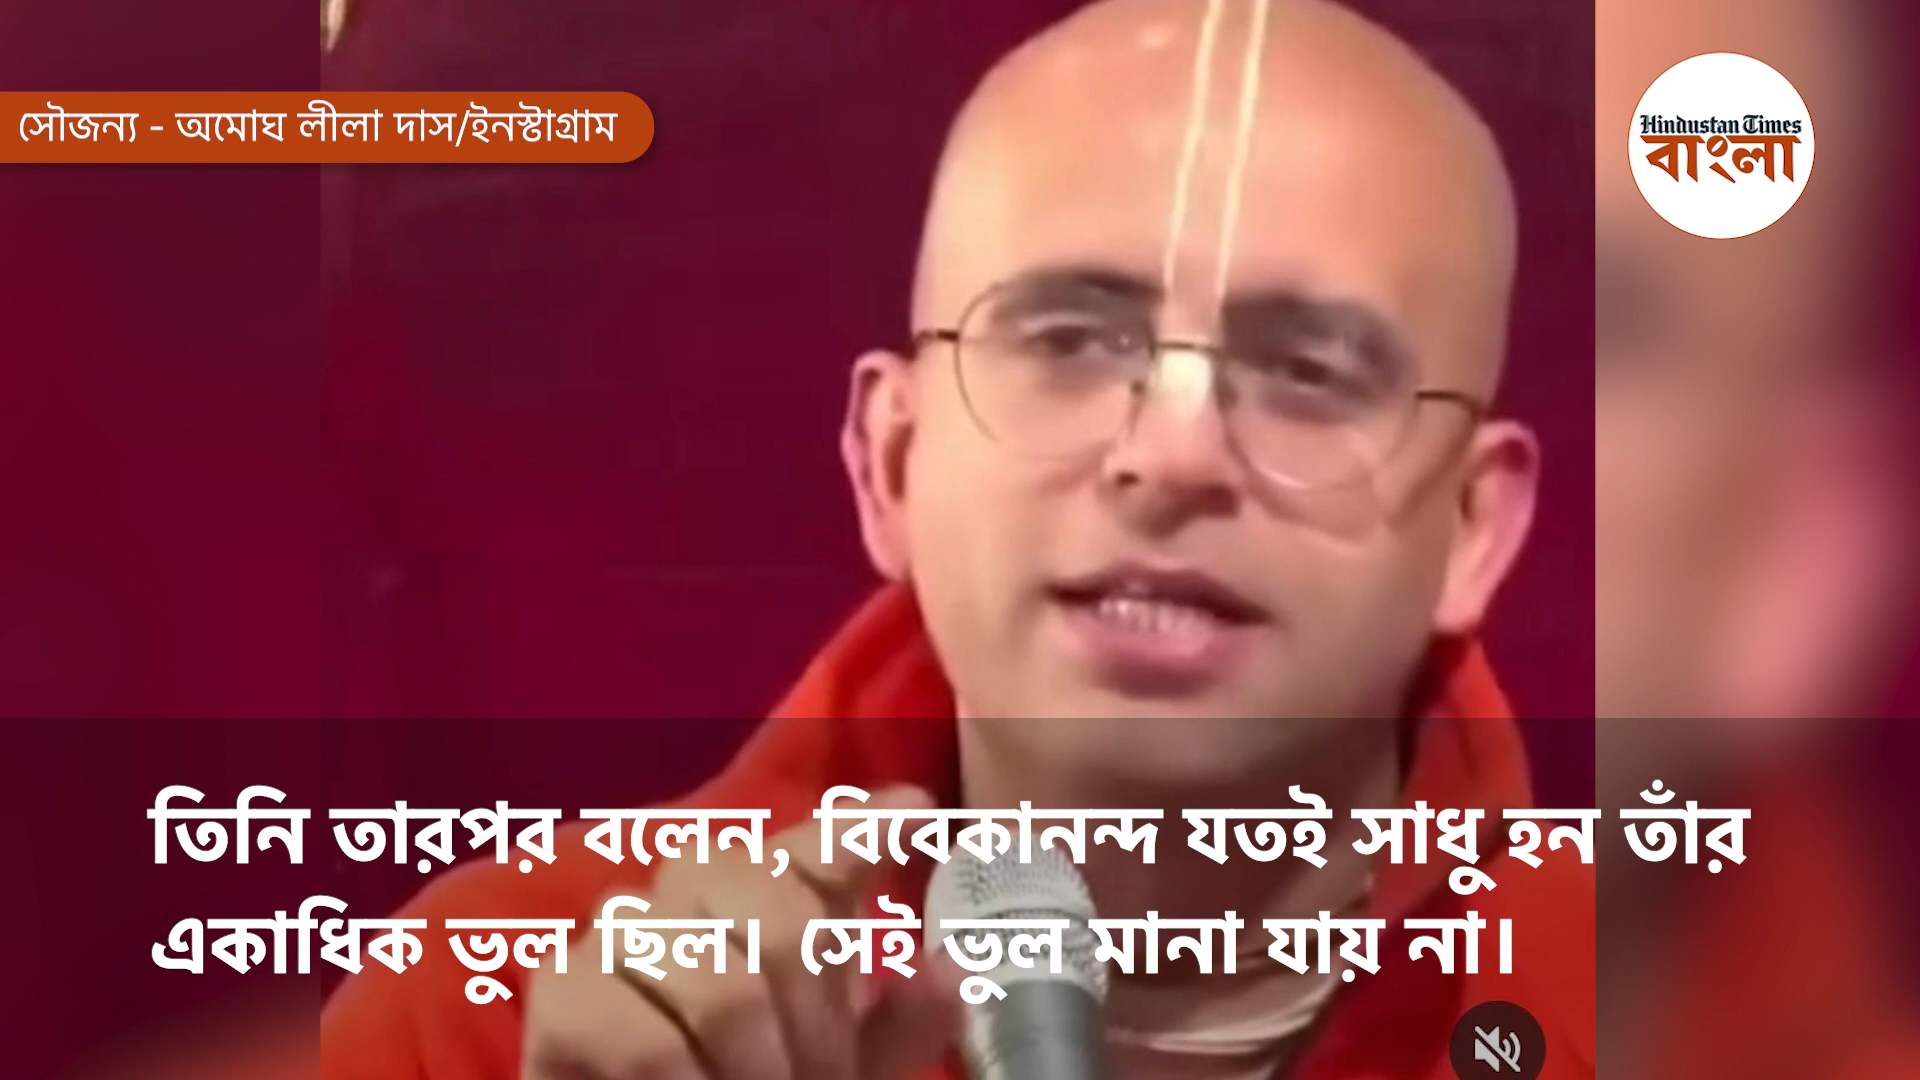 সৌজন্য - অমোঘ লীলা দাস/ইনস্টাগ্রাম
Hindustan Times
বাংলা
তিনি তারপর বলেন, বিবেকানন্দ যতই সাধু হন তাঁর
একাধিক ভুল ছিল। সেই ভুল মানা যায় না।